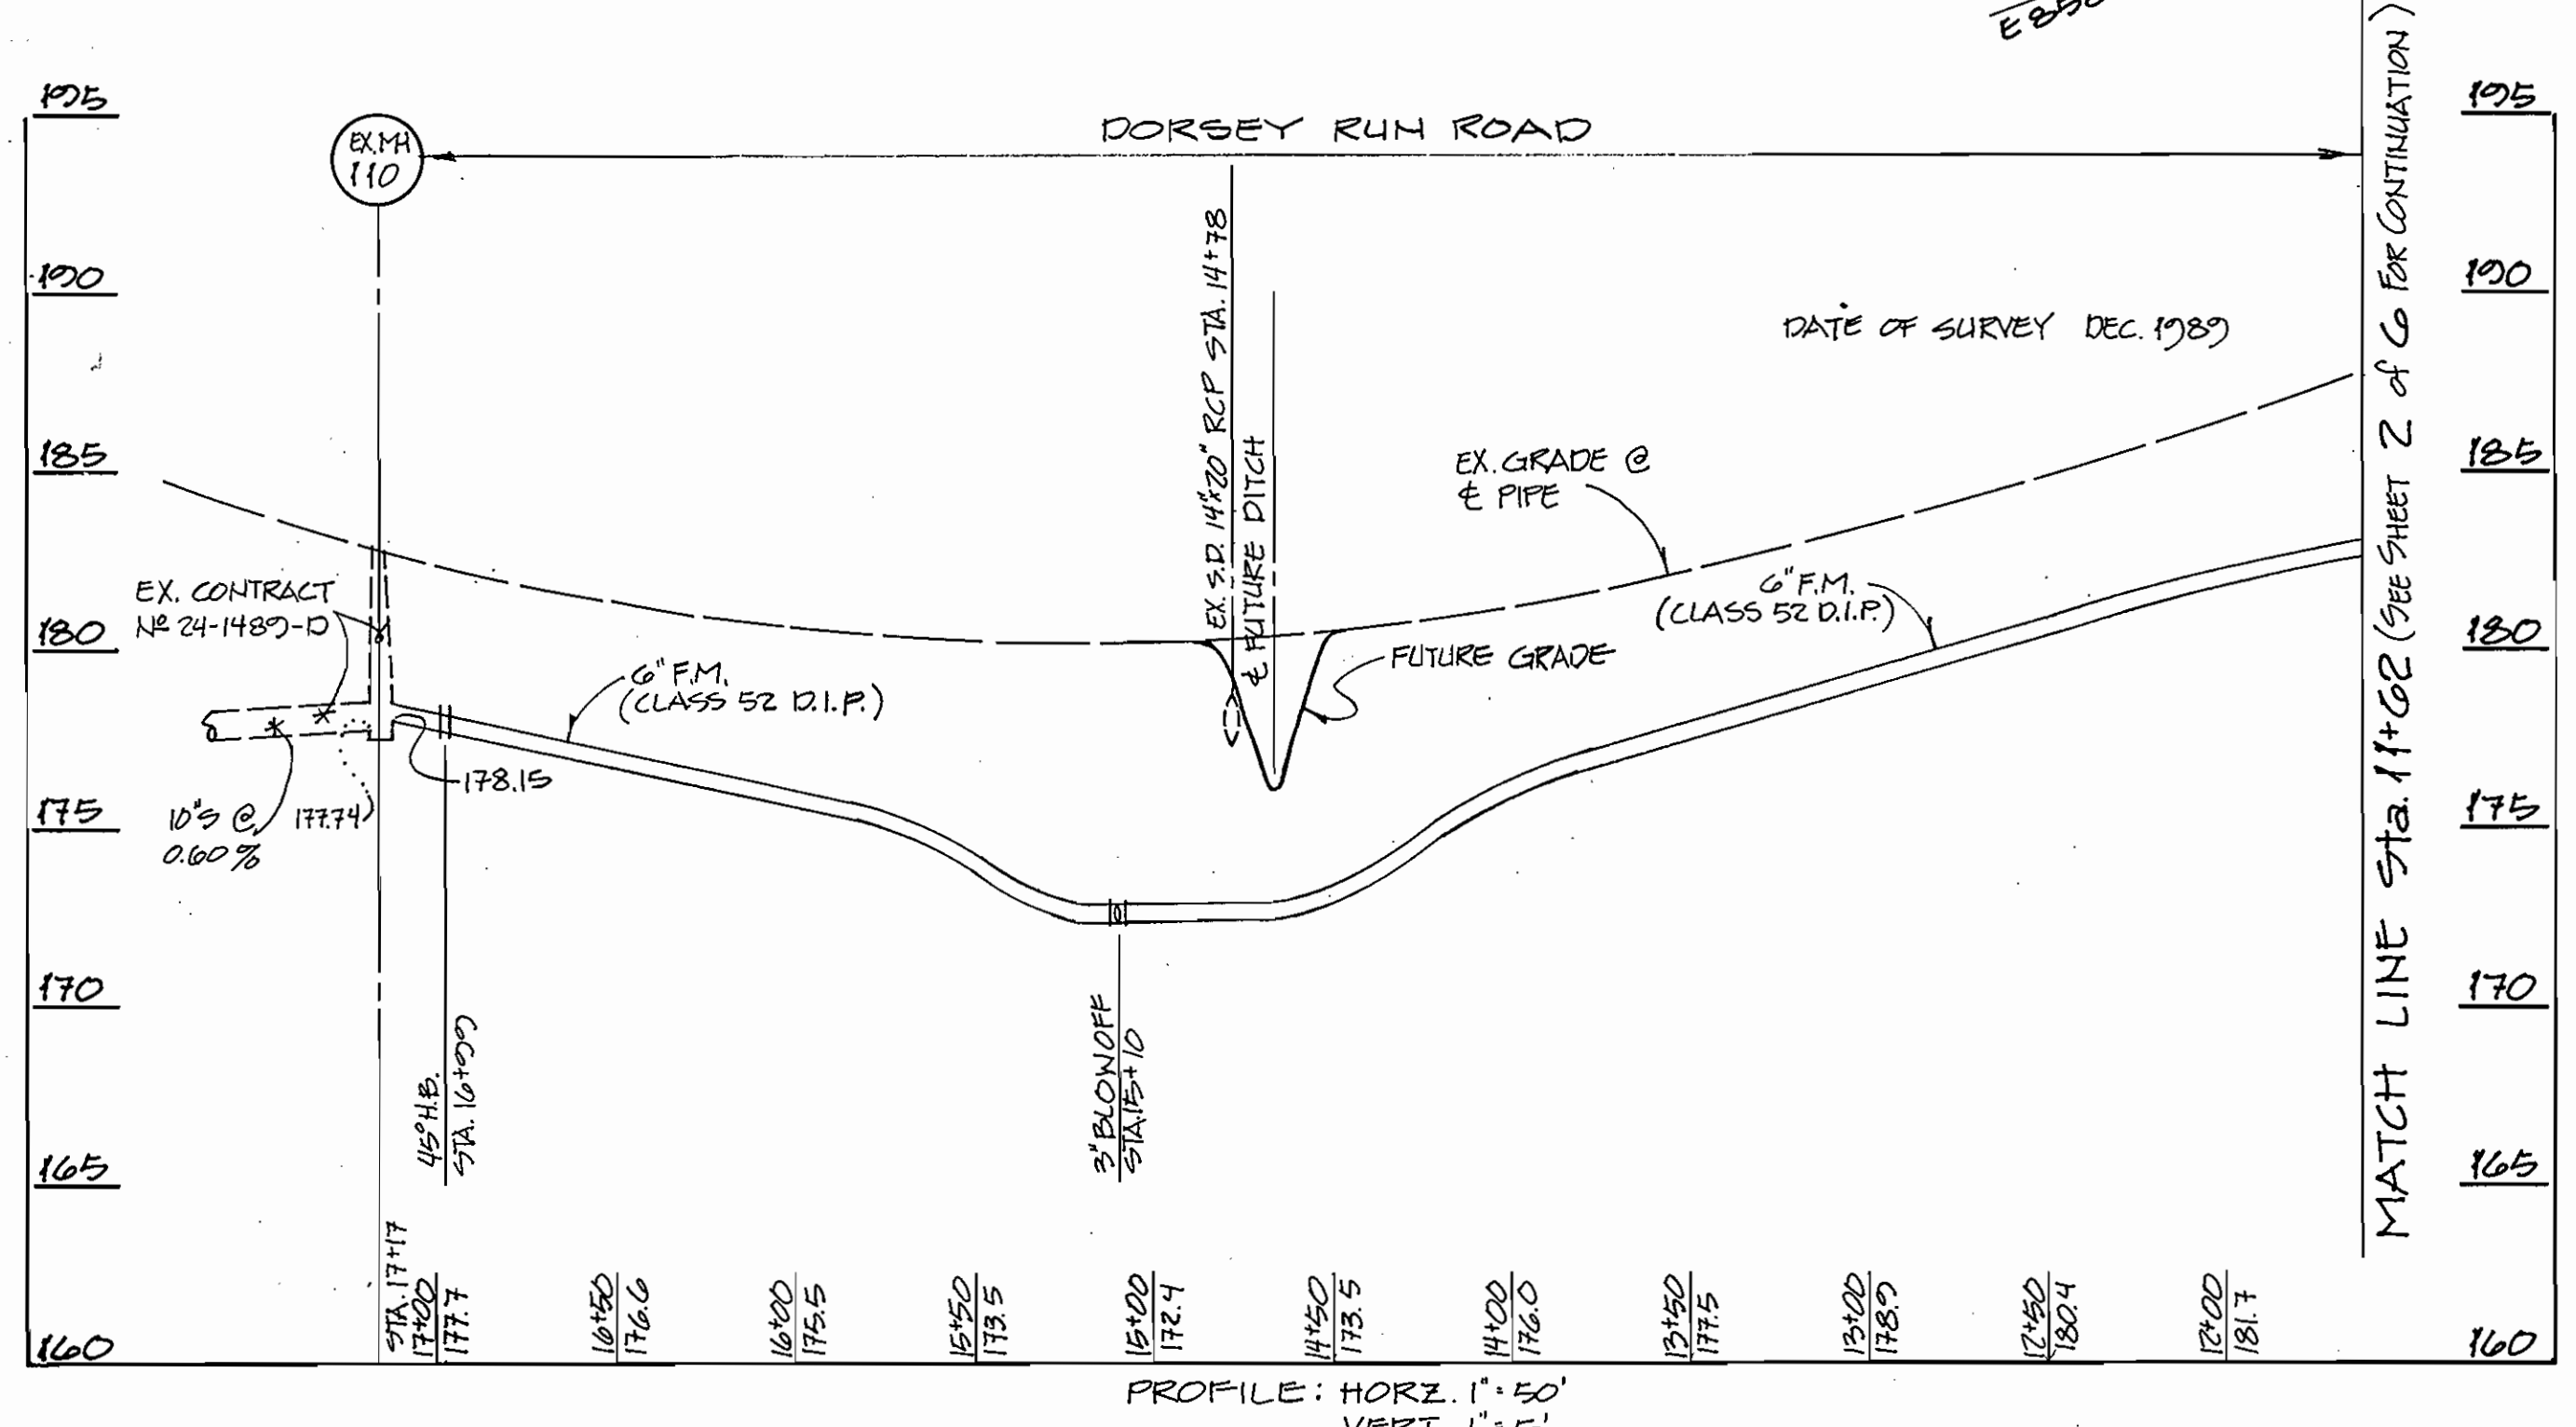 E 858
195
195
EX. MH
110
DORSEY RUN ROAD
190
190
DATE OF SURVEY DEC. 1989
185
185
EX. GRADE @
℄ PIPE
EX. S.D. 14"x20" RCP STA. 14+78
℄ FUTURE DITCH
EX. CONTRACT
Nº 24-1489-D
180
180
6" F.M.
(CLASS 52 D.I.P.)
FUTURE GRADE
6" F.M.
(CLASS 52 D.I.P.)
178.15
175
175
10"S @
0.60%
177.74
170
170
45° H.B.
STA. 16+99
3" BLOWOFF
STA. 15+10
165
165
MATCH LINE Sta. 11+62 (SEE SHEET 2 of 6 FOR CONTINUATION)
160
160
STA. 17+17
17+00
177.7
16+50
176.6
16+00
175.5
15+50
173.5
15+00
172.4
14+50
173.5
14+00
176.0
13+50
177.5
13+00
178.9
12+50
180.4
12+00
181.7
PROFILE: HORZ. 1"=50'
VERT. 1"=5'